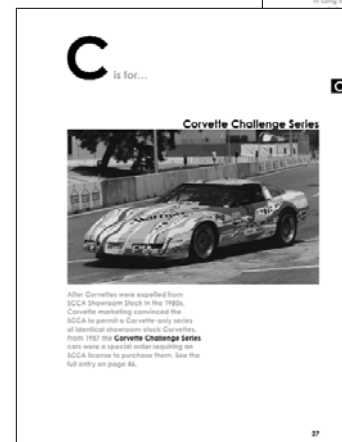 C is for...
C
Corvette Challenge Series
After Corvettes were expelled from
SCCA Showroom Stock in the 1980s,
Corvette marketing convinced the
SCCA to permit a Corvette-only series
of identical showroom-stock Corvettes.
From 1987 the Corvette Challenge Series
cars were a special order requiring an
SCCA license to purchase them. See the
full entry on page 46.
27